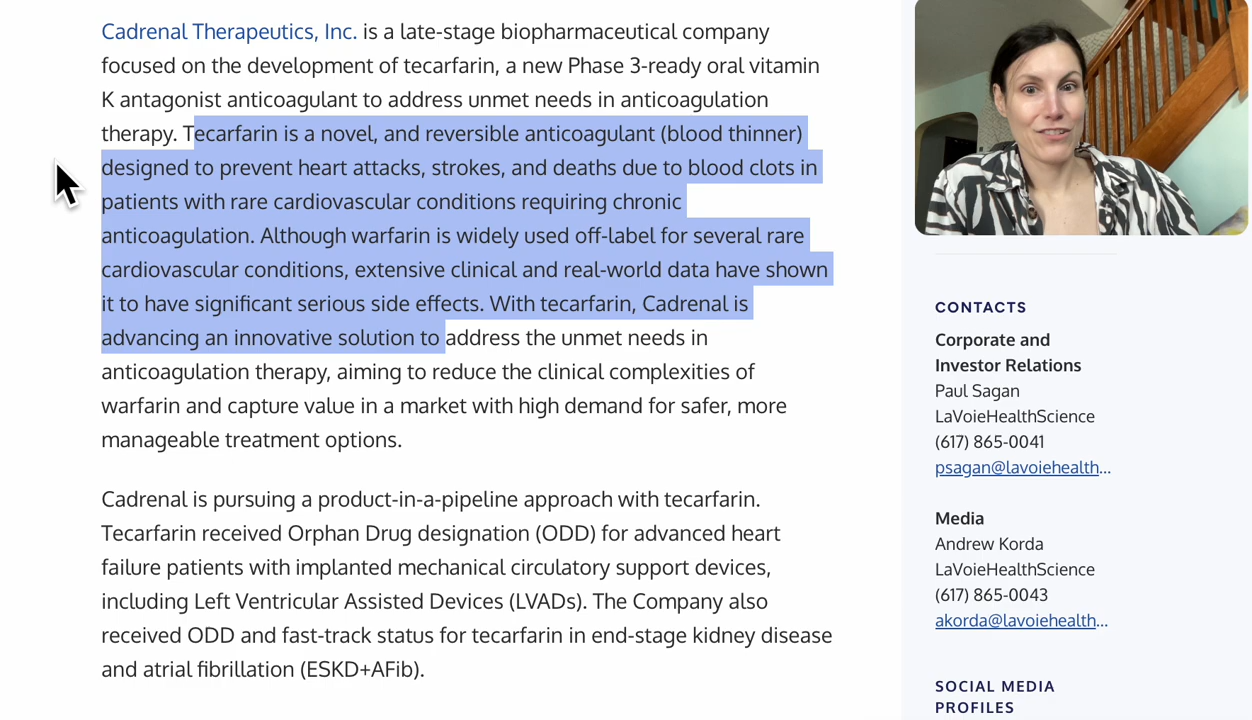 Cadrenal Therapeutics, Inc. is a late-stage biopharmaceutical company
focused on the development of tecarfarin, a new Phase 3-ready oral vitamin
K antagonist anticoagulant to address unmet needs in anticoagulation
therapy. Tecarfarin is a novel, and reversible anticoagulant (blood thinner)
designed to prevent heart attacks, strokes, and deaths due to blood clots in
patients with rare cardiovascular conditions requiring chronic
anticoagulation. Although warfarin is widely used off-label for several rare
cardiovascular conditions, extensive clinical and real-world data have shown
it to have significant serious side effects. With tecarfarin, Cadrenal is
advancing an innovative solution to address the unmet needs in
anticoagulation therapy, aiming to reduce the clinical complexities of
warfarin and capture value in a market with high demand for safer, more
manageable treatment options.
Cadrenal is pursuing a product-in-a-pipeline approach with tecarfarin.
Tecarfarin received Orphan Drug designation (ODD) for advanced heart
failure patients with implanted mechanical circulatory support devices,
including Left Ventricular Assisted Devices (LVADs). The Company also
received ODD and fast-track status for tecarfarin in end-stage kidney disease
and atrial fibrillation (ESKD+AFib).
CONTACTS
Corporate and
Investor Relations
Paul Sagan
LaVoieHealthScience
(617) 865-0041
psagan@lavoiehealth...
Media
Andrew Korda
LaVoieHealthScience
(617) 865-0043
akorda@lavoiehealth...
SOCIAL MEDIA
PROFILES